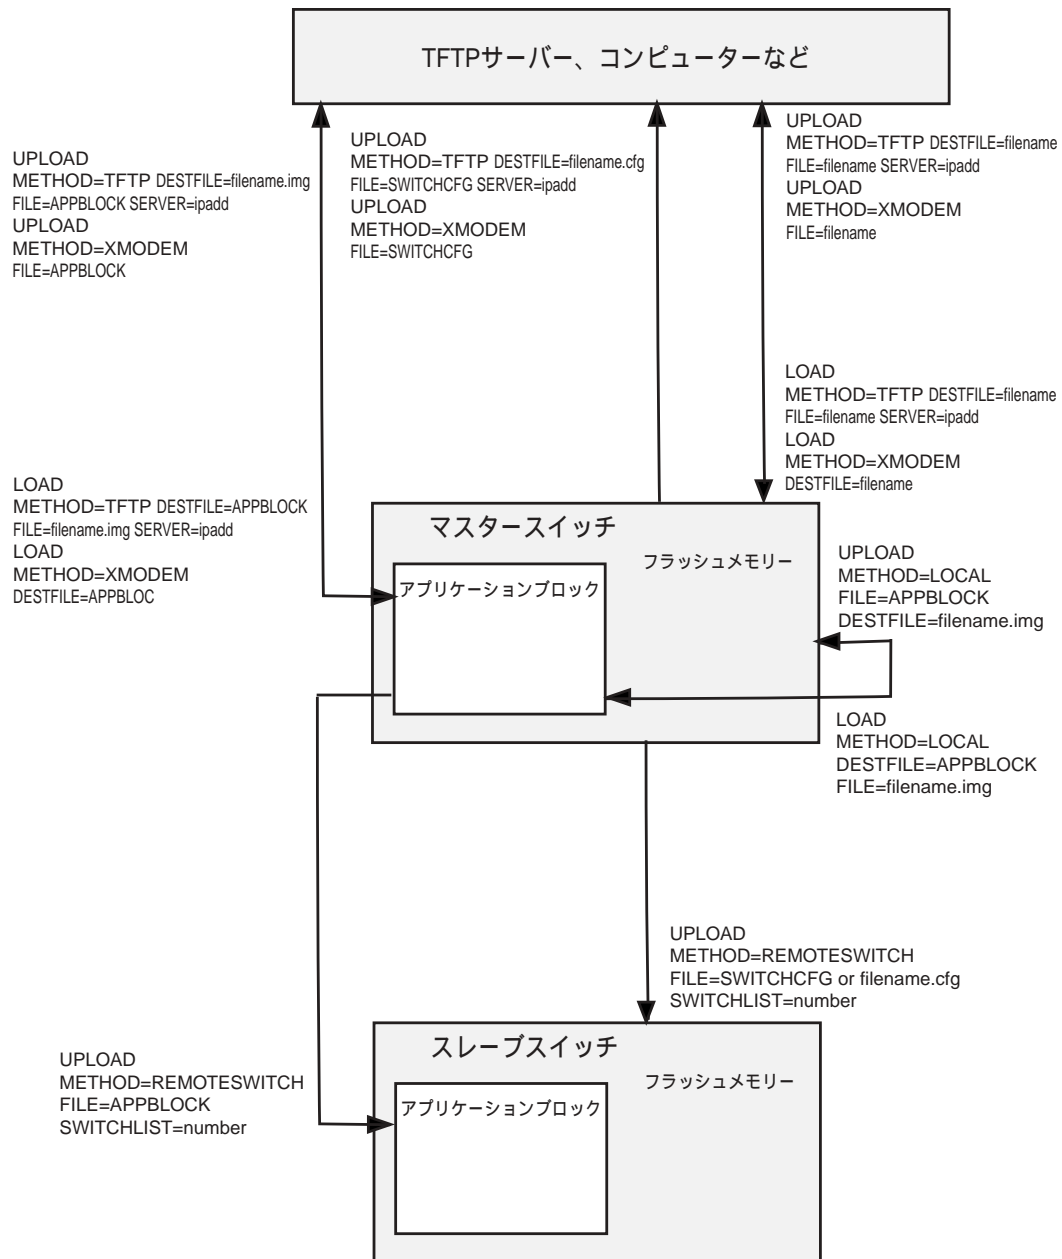 TFTPサーバー、コンピューターなど
UPLOAD
METHOD=TFTP DESTFILE=filename.img
FILE=APPBLOCK SERVER=ipadd
UPLOAD
METHOD=XMODEM
FILE=APPBLOCK
UPLOAD
METHOD=TFTP DESTFILE=filename.cfg
FILE=SWITCHCFG SERVER=ipadd
UPLOAD
METHOD=XMODEM
FILE=SWITCHCFG
UPLOAD
METHOD=TFTP DESTFILE=filename
FILE=filename SERVER=ipadd
UPLOAD
METHOD=XMODEM
FILE=filename
LOAD
METHOD=TFTP DESTFILE=filename
FILE=filename SERVER=ipadd
LOAD
METHOD=XMODEM
DESTFILE=filename
LOAD
METHOD=TFTP DESTFILE=APPBLOCK
FILE=filename.img SERVER=ipadd
LOAD
METHOD=XMODEM
DESTFILE=APPBLOC
マスタースイッチ
フラッシュメモリー
アプリケーションブロック
UPLOAD
METHOD=LOCAL
FILE=APPBLOCK
DESTFILE=filename.img
LOAD
METHOD=LOCAL
DESTFILE=APPBLOCK
FILE=filename.img
UPLOAD
METHOD=REMOTESWITCH
FILE=SWITCHCFG or filename.cfg
SWITCHLIST=number
UPLOAD
METHOD=REMOTESWITCH
FILE=APPBLOCK
SWITCHLIST=number
スレーブスイッチ
フラッシュメモリー
アプリケーションブロック